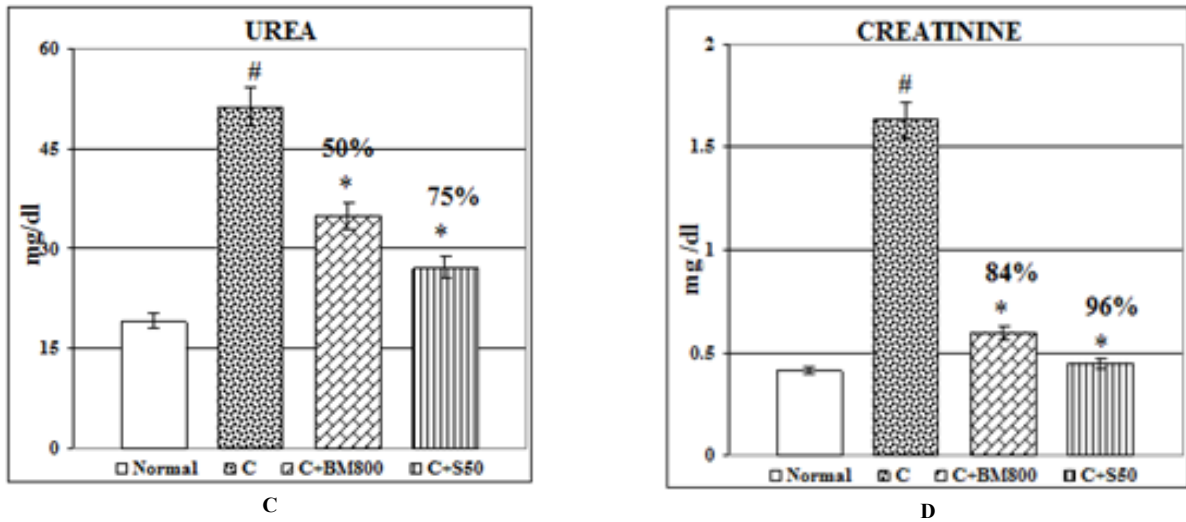 UREA
60
45
30
15
0
mg/dl
#
50%
*
75%
*
Normal C C+BM800 C+S50
C
CREATININE
2
1.5
1
0.5
0
mg /dl
#
84%
*
96%
*
Normal C C+BM800 C+S50
D